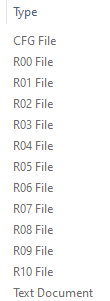 Type
CFG File
R00 File
R01 File
R02 File
R03 File
R04 File
R05 File
R06 File
R07 File
R08 File
R09 File
R10 File
Text Document